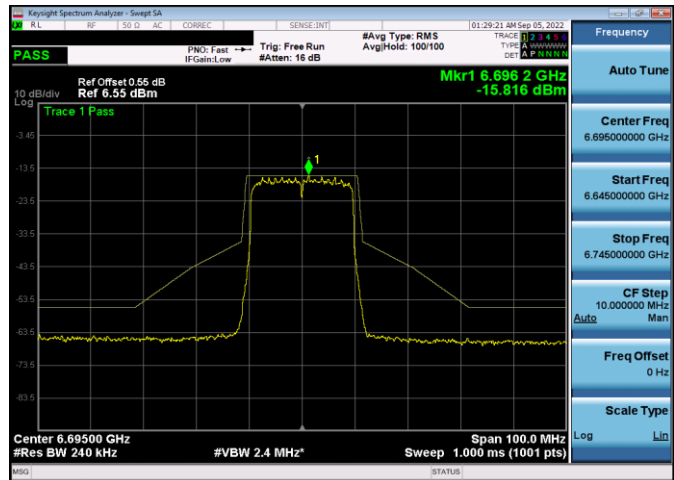 Keysight Spectrum Analyzer - Swept SA
RL RF 50 Ω AC CORREC SENSE:INT 01:29:21 AM Sep 05, 2022
PASS
PNO: Fast
IFGain:Low
Trig: Free Run
#Atten: 16 dB
#Avg Type: RMS
Avg|Hold: 100/100
TRACE 1 2 3 4 5 6
TYPE A WWWWW
DET A P N N N N
Ref Offset 0.55 dB
10 dB/div Ref 6.55 dBm
Log
Mkr1 6.696 2 GHz
-15.816 dBm
Trace 1 Pass
1
-3.45
-13.5
-23.5
-33.5
-43.5
-53.5
-63.5
-73.5
-83.5
Center 6.69500 GHz Span 100.0 MHz
#Res BW 240 kHz #VBW 2.4 MHz* Sweep 1.000 ms (1001 pts)
MSG STATUS
Frequency
Auto Tune
Center Freq
6.695000000 GHz
Start Freq
6.645000000 GHz
Stop Freq
6.745000000 GHz
CF Step
10.000000 MHz
Auto Man
Freq Offset
0 Hz
Scale Type
Log Lin